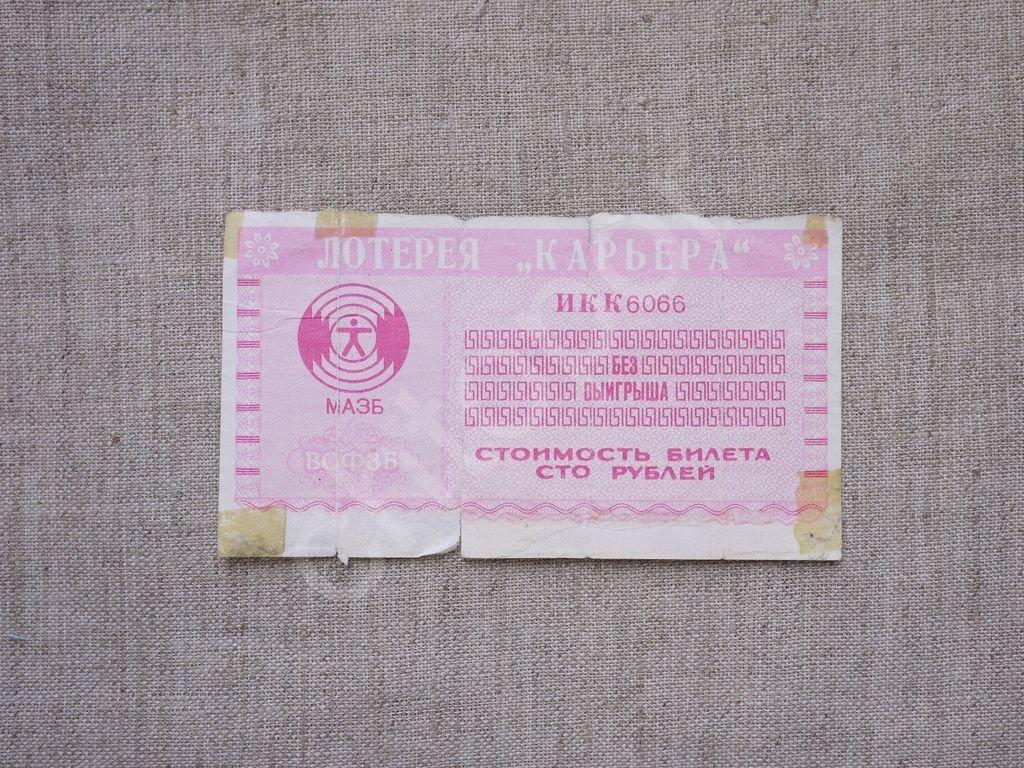 ЛОТЕРЕЯ „КАРЬЕРА“
ИКК6066
БЕЗ
ВЫИГРЫША
МАЗБ
ВСФЗБ
СТОИМОСТЬ БИЛЕТА
СТО РУБЛЕЙ